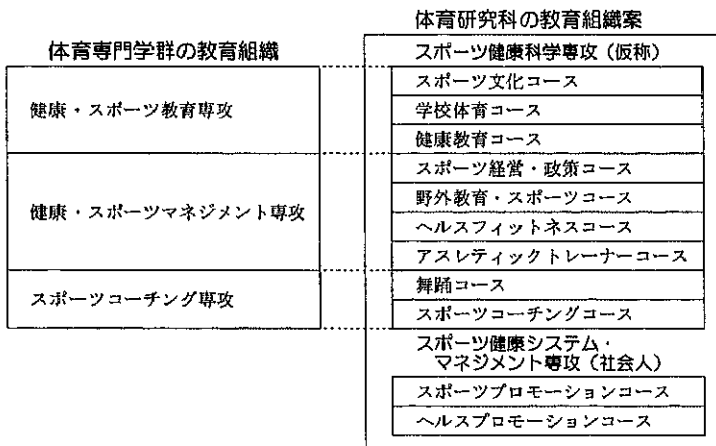 体育専門学群の教育組織
健康・スポーツ教育専攻
健康・スポーツマネジメント専攻
スポーツコーチング専攻
体育研究科の教育組織案
スポーツ健康科学専攻（仮称）
スポーツ文化コース
学校体育コース
健康教育コース
スポーツ経営・政策コース
野外教育・スポーツコース
ヘルスフィットネスコース
アスレティックトレーナーコース
舞踊コース
スポーツコーチングコース
スポーツ健康システム・
マネジメント専攻（社会人）
スポーツプロモーションコース
ヘルスプロモーションコース